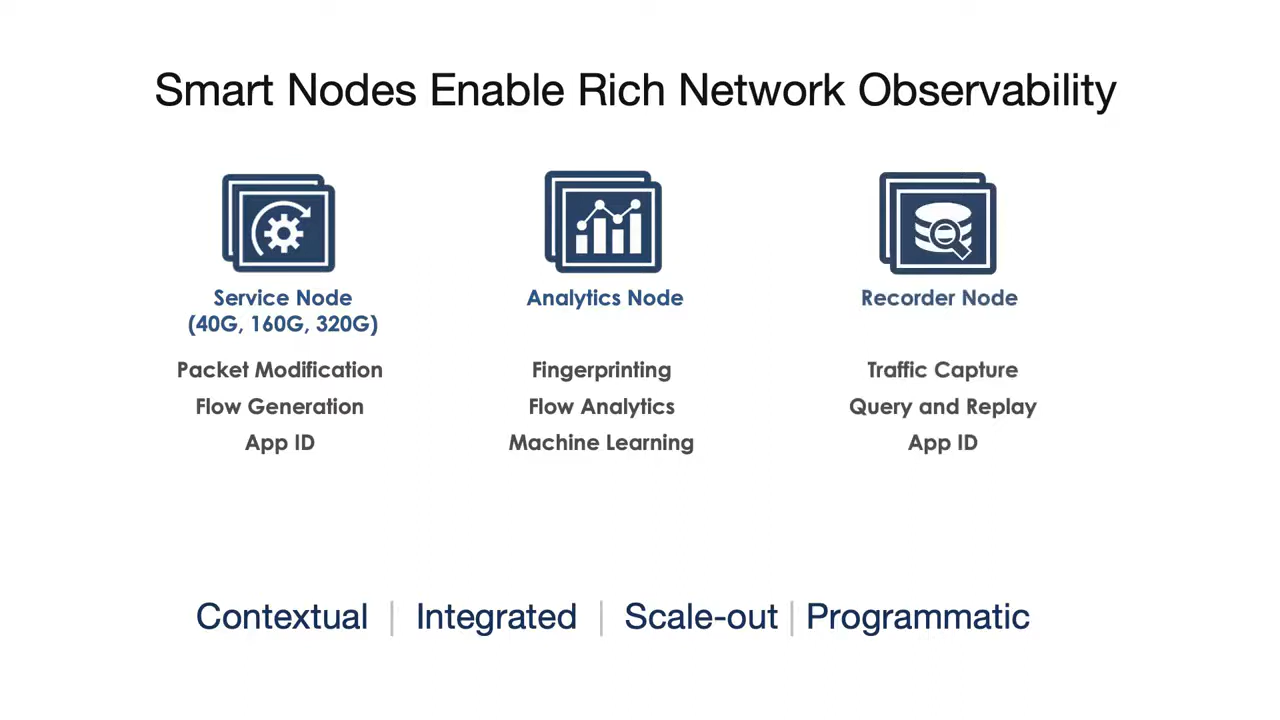 Smart Nodes Enable Rich Network Observability
Service Node
(40G, 160G, 320G)
Packet Modification
Flow Generation
App ID
Analytics Node
Fingerprinting
Flow Analytics
Machine Learning
Recorder Node
Traffic Capture
Query and Replay
App ID
Contextual | Integrated | Scale-out | Programmatic